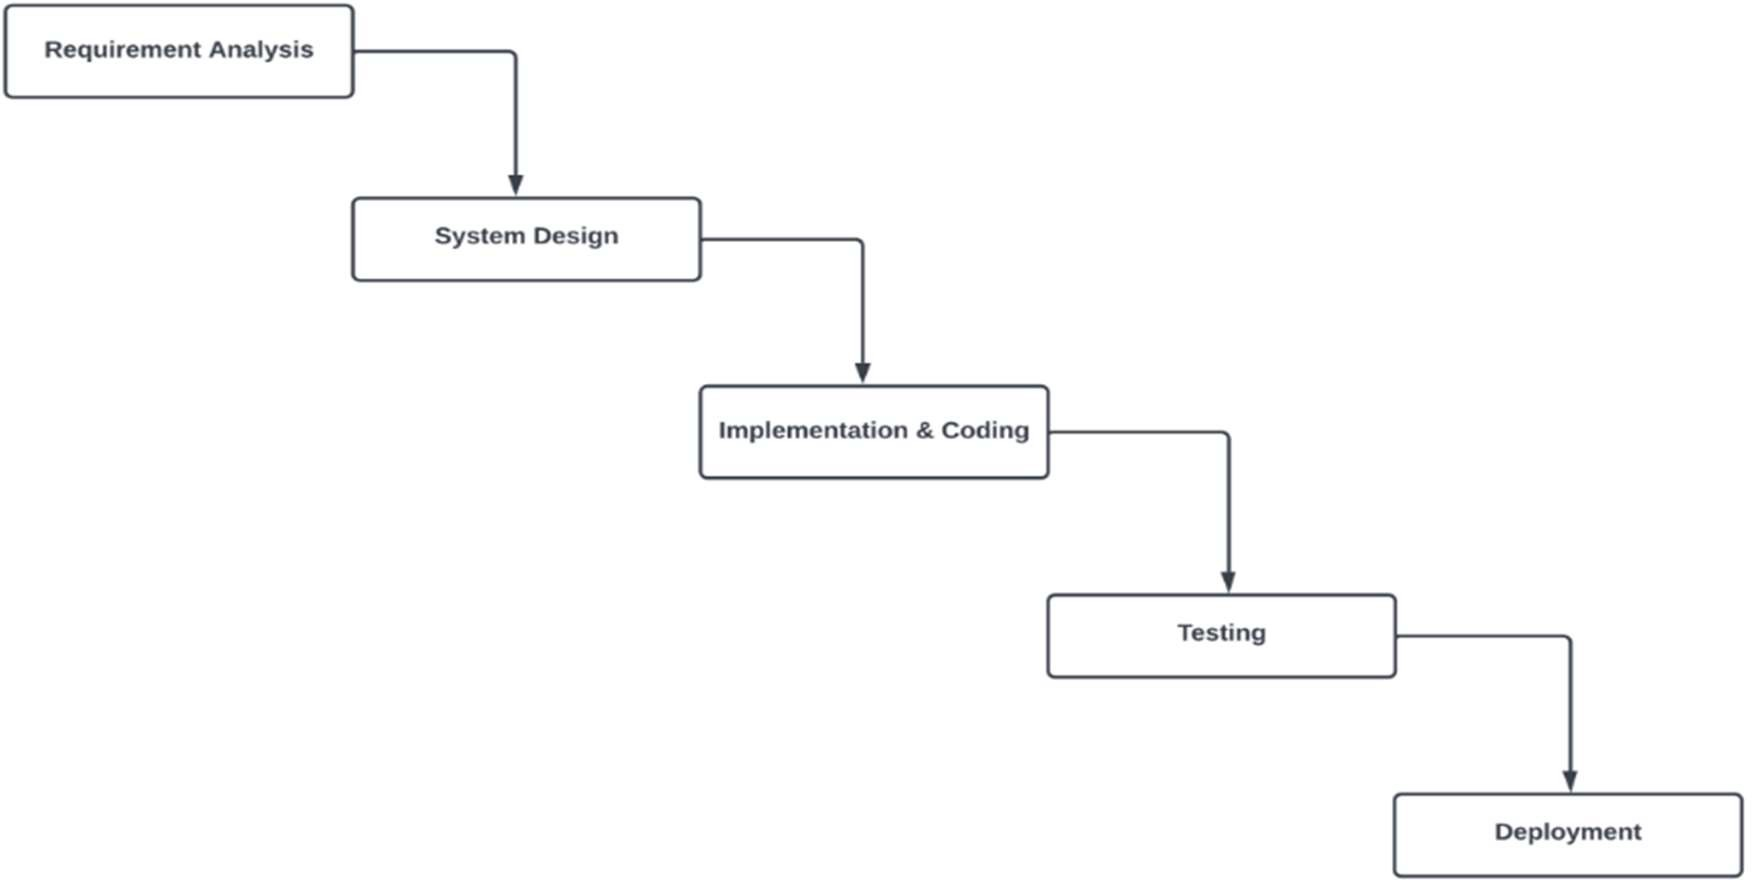 Requirement Analysis
System Design
Implementation & Coding
Testing
Deployment